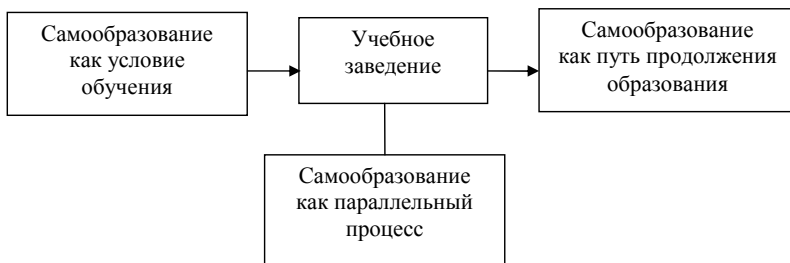 Самообразование
как условие
обучения
Учебное
заведение
Самообразование
как путь продолжения
образования
Самообразование
как параллельный
процесс